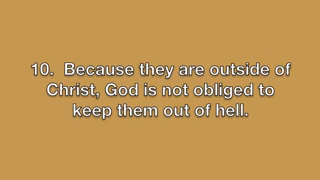 10.  Because they are outside of
Christ, God is not obliged to
keep them out of hell.